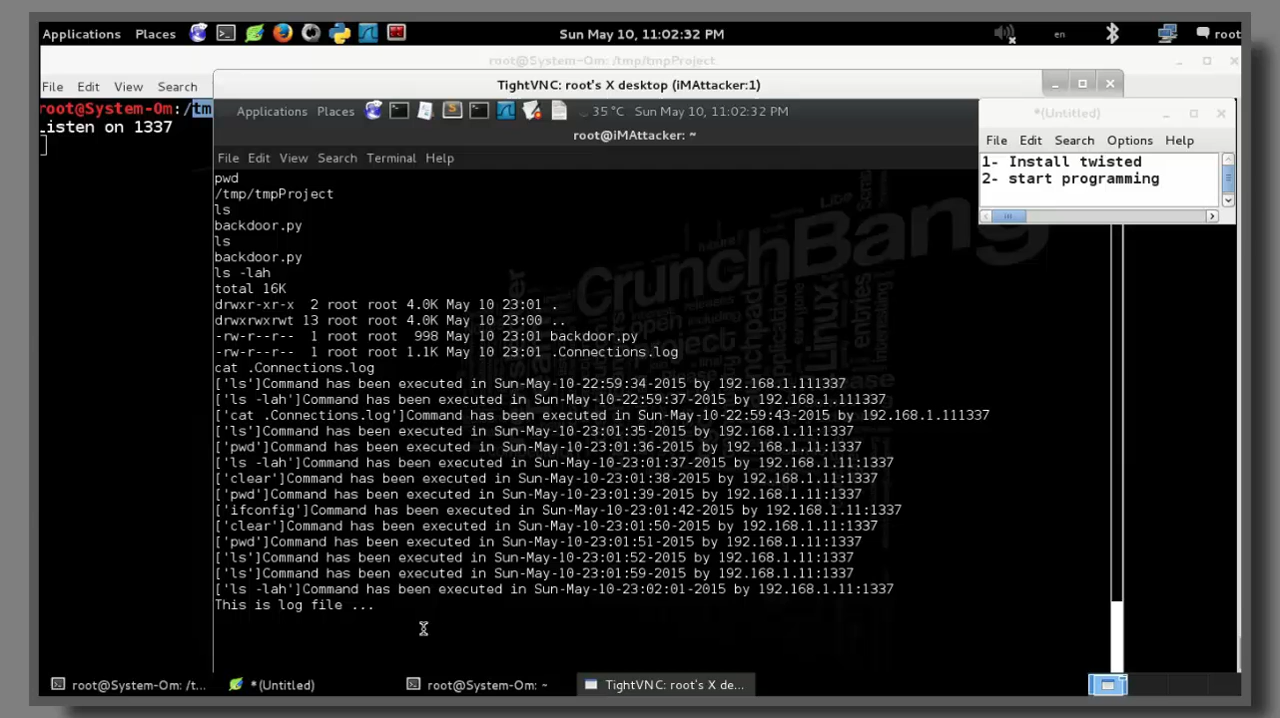 Applications Places Sun May 10, 11:02:32 PM en root
root@System-Om: /tmp/tmpProject
File Edit View Search
root@System-Om:/tm
Listen on 1337
TightVNC: root's X desktop (iMAttacker:1)
Applications Places 35 °C Sun May 10, 11:02:32 PM
root@iMAttacker: ~
File Edit View Search Terminal Help
*(Untitled)
File Edit Search Options Help
1- Install twisted
2- start programming
pwd
/tmp/tmpProject
ls
backdoor.py
ls
backdoor.py
ls -lah
total 16K
drwxr-xr-x 2 root root 4.0K May 10 23:01 .
drwxrwxrwt 13 root root 4.0K May 10 23:00 ..
-rw-r--r-- 1 root root 998 May 10 23:01 backdoor.py
-rw-r--r-- 1 root root 1.1K May 10 23:01 .Connections.log
cat .Connections.log
['ls']Command has been executed in Sun-May-10-22:59:34-2015 by 192.168.1.111337
['ls -lah']Command has been executed in Sun-May-10-22:59:37-2015 by 192.168.1.111337
['cat .Connections.log']Command has been executed in Sun-May-10-22:59:43-2015 by 192.168.1.111337
['ls']Command has been executed in Sun-May-10-23:01:35-2015 by 192.168.1.11:1337
['pwd']Command has been executed in Sun-May-10-23:01:36-2015 by 192.168.1.11:1337
['ls -lah']Command has been executed in Sun-May-10-23:01:37-2015 by 192.168.1.11:1337
['clear']Command has been executed in Sun-May-10-23:01:38-2015 by 192.168.1.11:1337
['pwd']Command has been executed in Sun-May-10-23:01:39-2015 by 192.168.1.11:1337
['ifconfig']Command has been executed in Sun-May-10-23:01:42-2015 by 192.168.1.11:1337
['clear']Command has been executed in Sun-May-10-23:01:50-2015 by 192.168.1.11:1337
['pwd']Command has been executed in Sun-May-10-23:01:51-2015 by 192.168.1.11:1337
['ls']Command has been executed in Sun-May-10-23:01:52-2015 by 192.168.1.11:1337
['ls']Command has been executed in Sun-May-10-23:01:59-2015 by 192.168.1.11:1337
['ls -lah']Command has been executed in Sun-May-10-23:02:01-2015 by 192.168.1.11:1337
This is log file ...
CrunchBang
Linux
root@System-Om: /t... *(Untitled) root@System-Om: ~ TightVNC: root's X de...